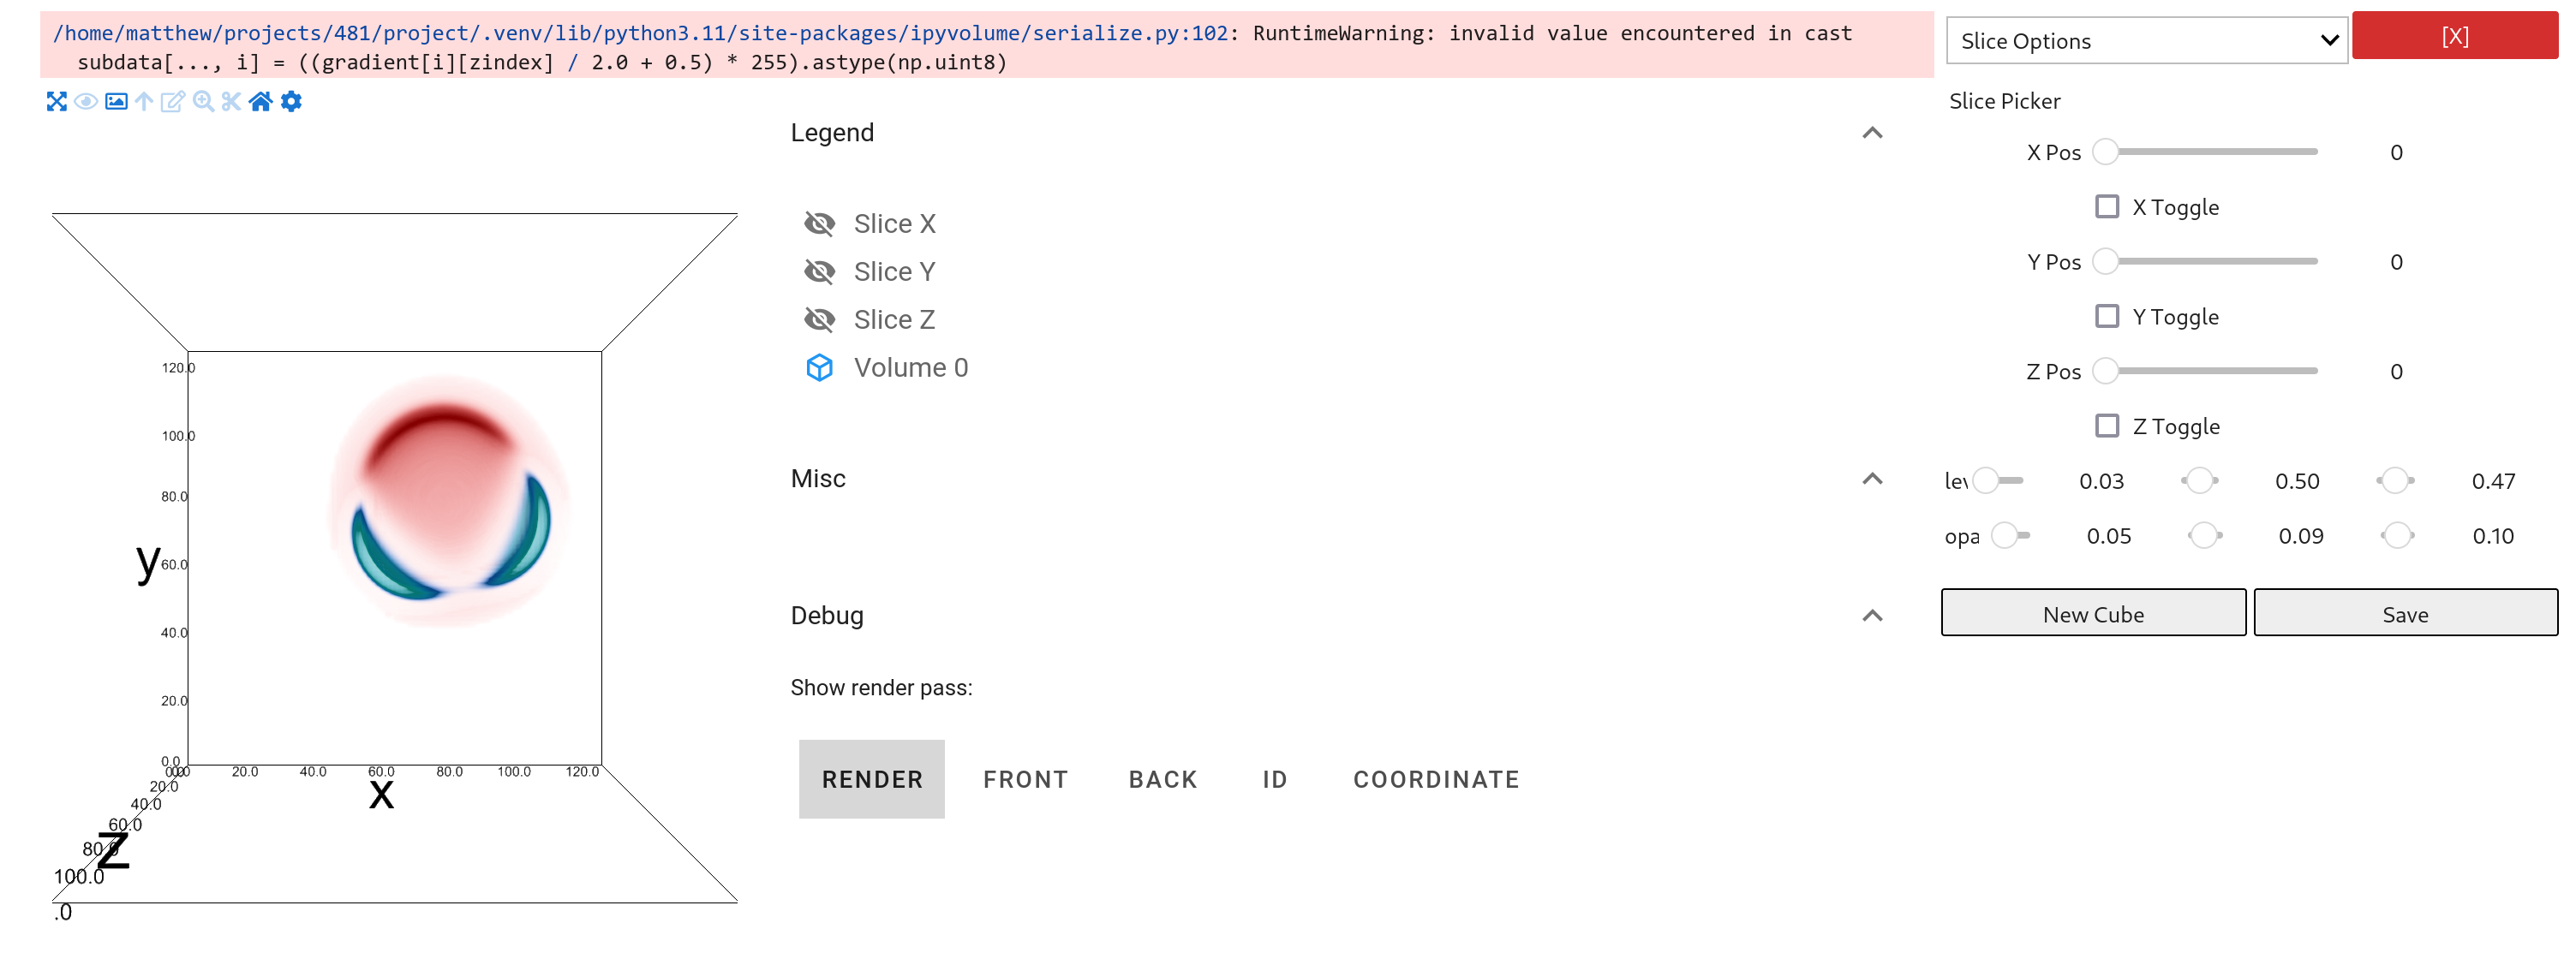 /home/matthew/projects/481/project/.venv/lib/python3.11/site-packages/ipyvolume/serialize.py:102: RuntimeWarning: invalid value encountered in cast
subdata[..., i] = ((gradient[i][zindex] / 2.0 + 0.5) * 255).astype(np.uint8)
Slice Options
[X]
Legend
Slice X
Slice Y
Slice Z
Volume 0
Misc
Debug
Show render pass:
RENDER FRONT BACK ID COORDINATE
120.0
100.0
80.0
y
60.0
40.0
20.0
0.0
20.0 40.0 60.0 80.0 100.0 120.0
x
20.0
40.0
60.0
z
80.0
100.0
.0
Slice Picker
X Pos 0
X Toggle
Y Pos 0
Y Toggle
Z Pos 0
Z Toggle
lev 0.03 0.50 0.47
opa 0.05 0.09 0.10
New Cube Save